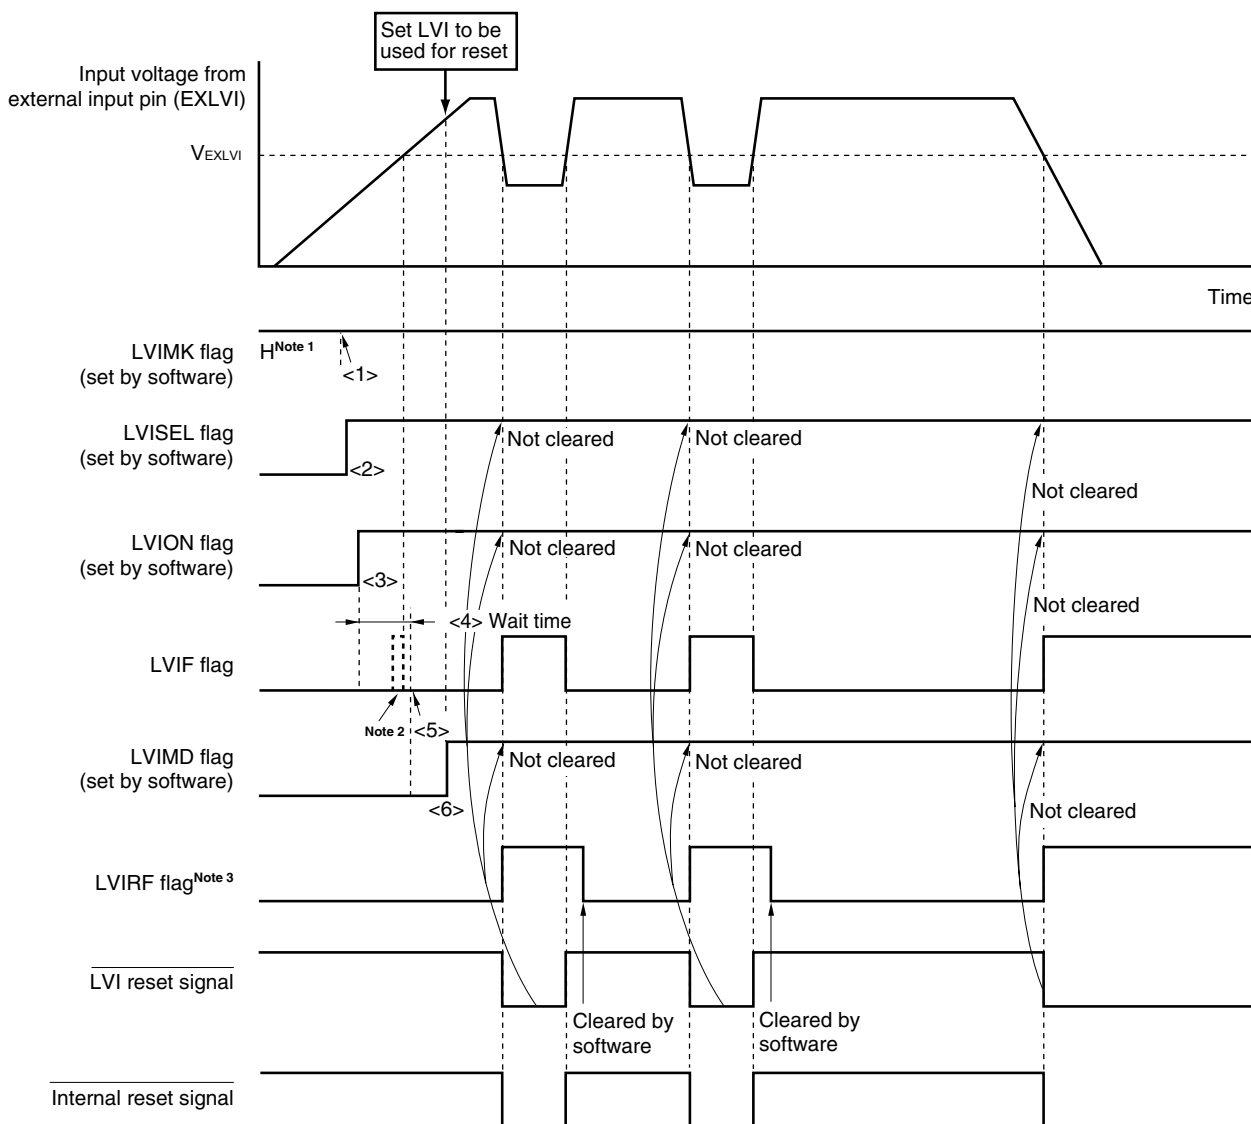 Set LVI to be
used for reset
Input voltage from
external input pin (EXLVI)
VEXLVI
Time
LVIMK flag
(set by software)
HNote 1
<1>
LVISEL flag
(set by software)
<2>
Not cleared
Not cleared
Not cleared
LVION flag
(set by software)
<3>
Not cleared
Not cleared
Not cleared
<4> Wait time
LVIF flag
Note 2
<5>
LVIMD flag
(set by software)
<6>
Not cleared
Not cleared
Not cleared
LVIRF flagNote 3
LVI reset signal
Cleared by
software
Cleared by
software
Internal reset signal